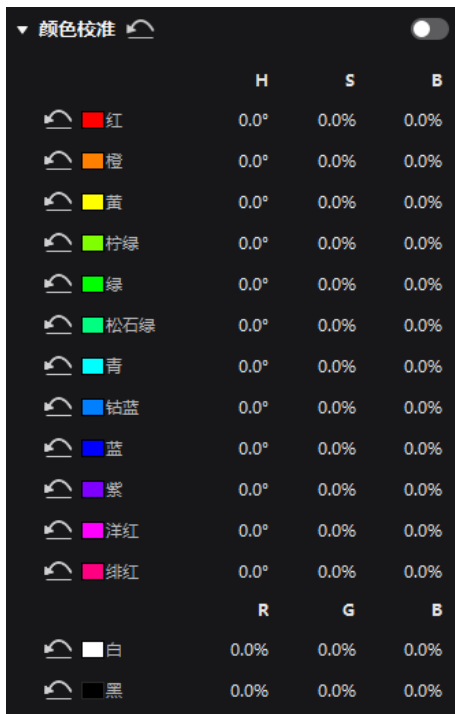 颜色校准
H S B
红 0.0° 0.0% 0.0%
橙 0.0° 0.0% 0.0%
黄 0.0° 0.0% 0.0%
柠绿 0.0° 0.0% 0.0%
绿 0.0° 0.0% 0.0%
松石绿 0.0° 0.0% 0.0%
青 0.0° 0.0% 0.0%
钴蓝 0.0° 0.0% 0.0%
蓝 0.0° 0.0% 0.0%
紫 0.0° 0.0% 0.0%
洋红 0.0° 0.0% 0.0%
绯红 0.0° 0.0% 0.0%
R G B
白 0.0% 0.0% 0.0%
黑 0.0% 0.0% 0.0%